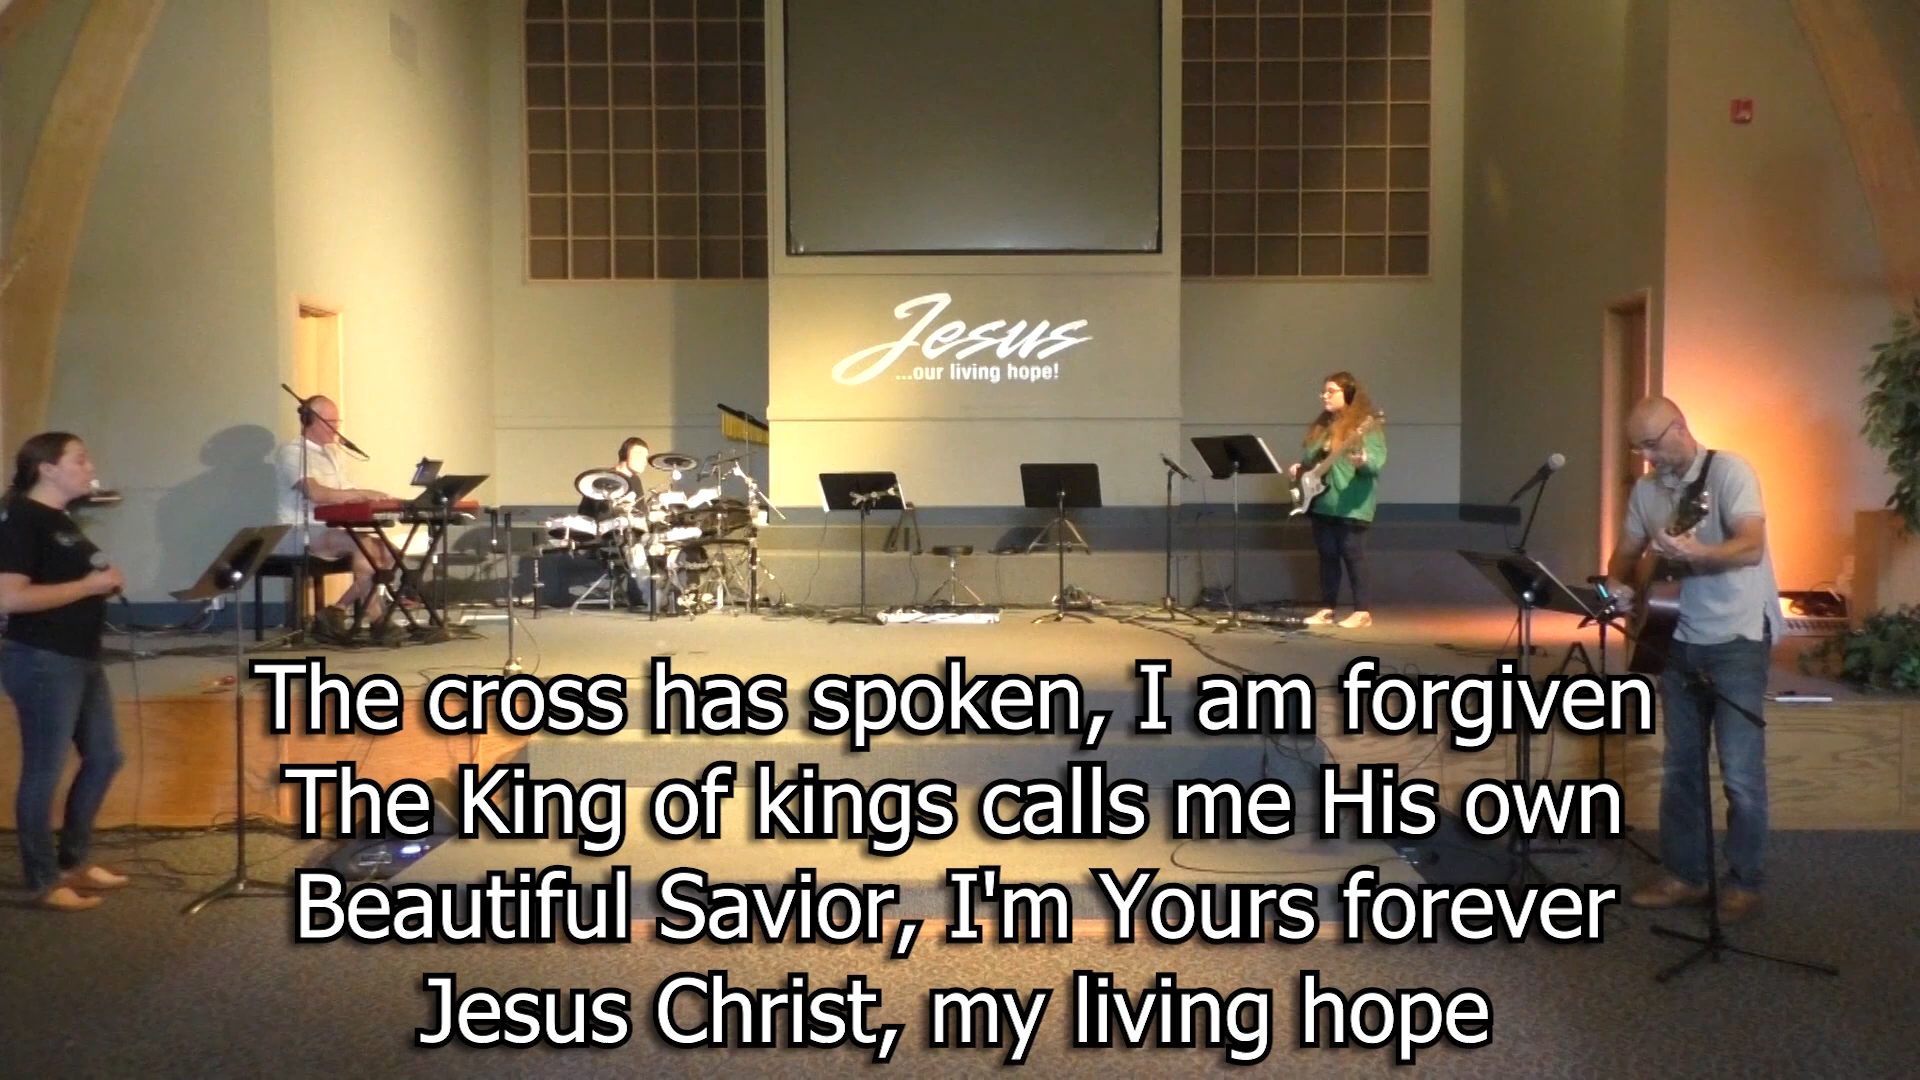 Jesus
...our living hope!
The cross has spoken, I am forgiven
The King of kings calls me His own
Beautiful Savior, I'm Yours forever
Jesus Christ, my living hope